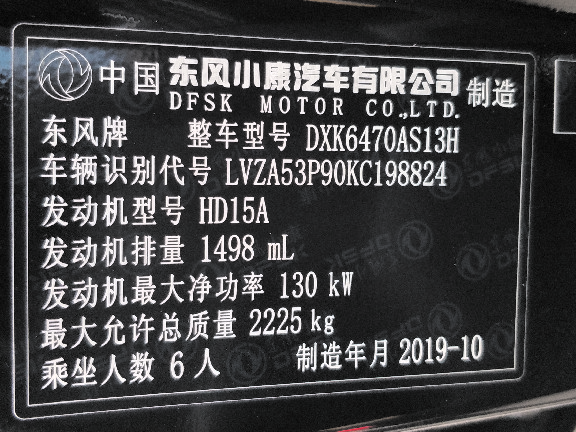 中国 东风小康汽车有限公司 制造
DFSK MOTOR CO.,LTD.
东风牌 整车型号 DXK6470AS13H
车辆识别代号 LVZA53P90KC198824
发动机型号 HD15A
发动机排量 1498 mL
发动机最大净功率 130 kW
最大允许总质量 2225 kg
乘坐人数 6 人 制造年月 2019-10